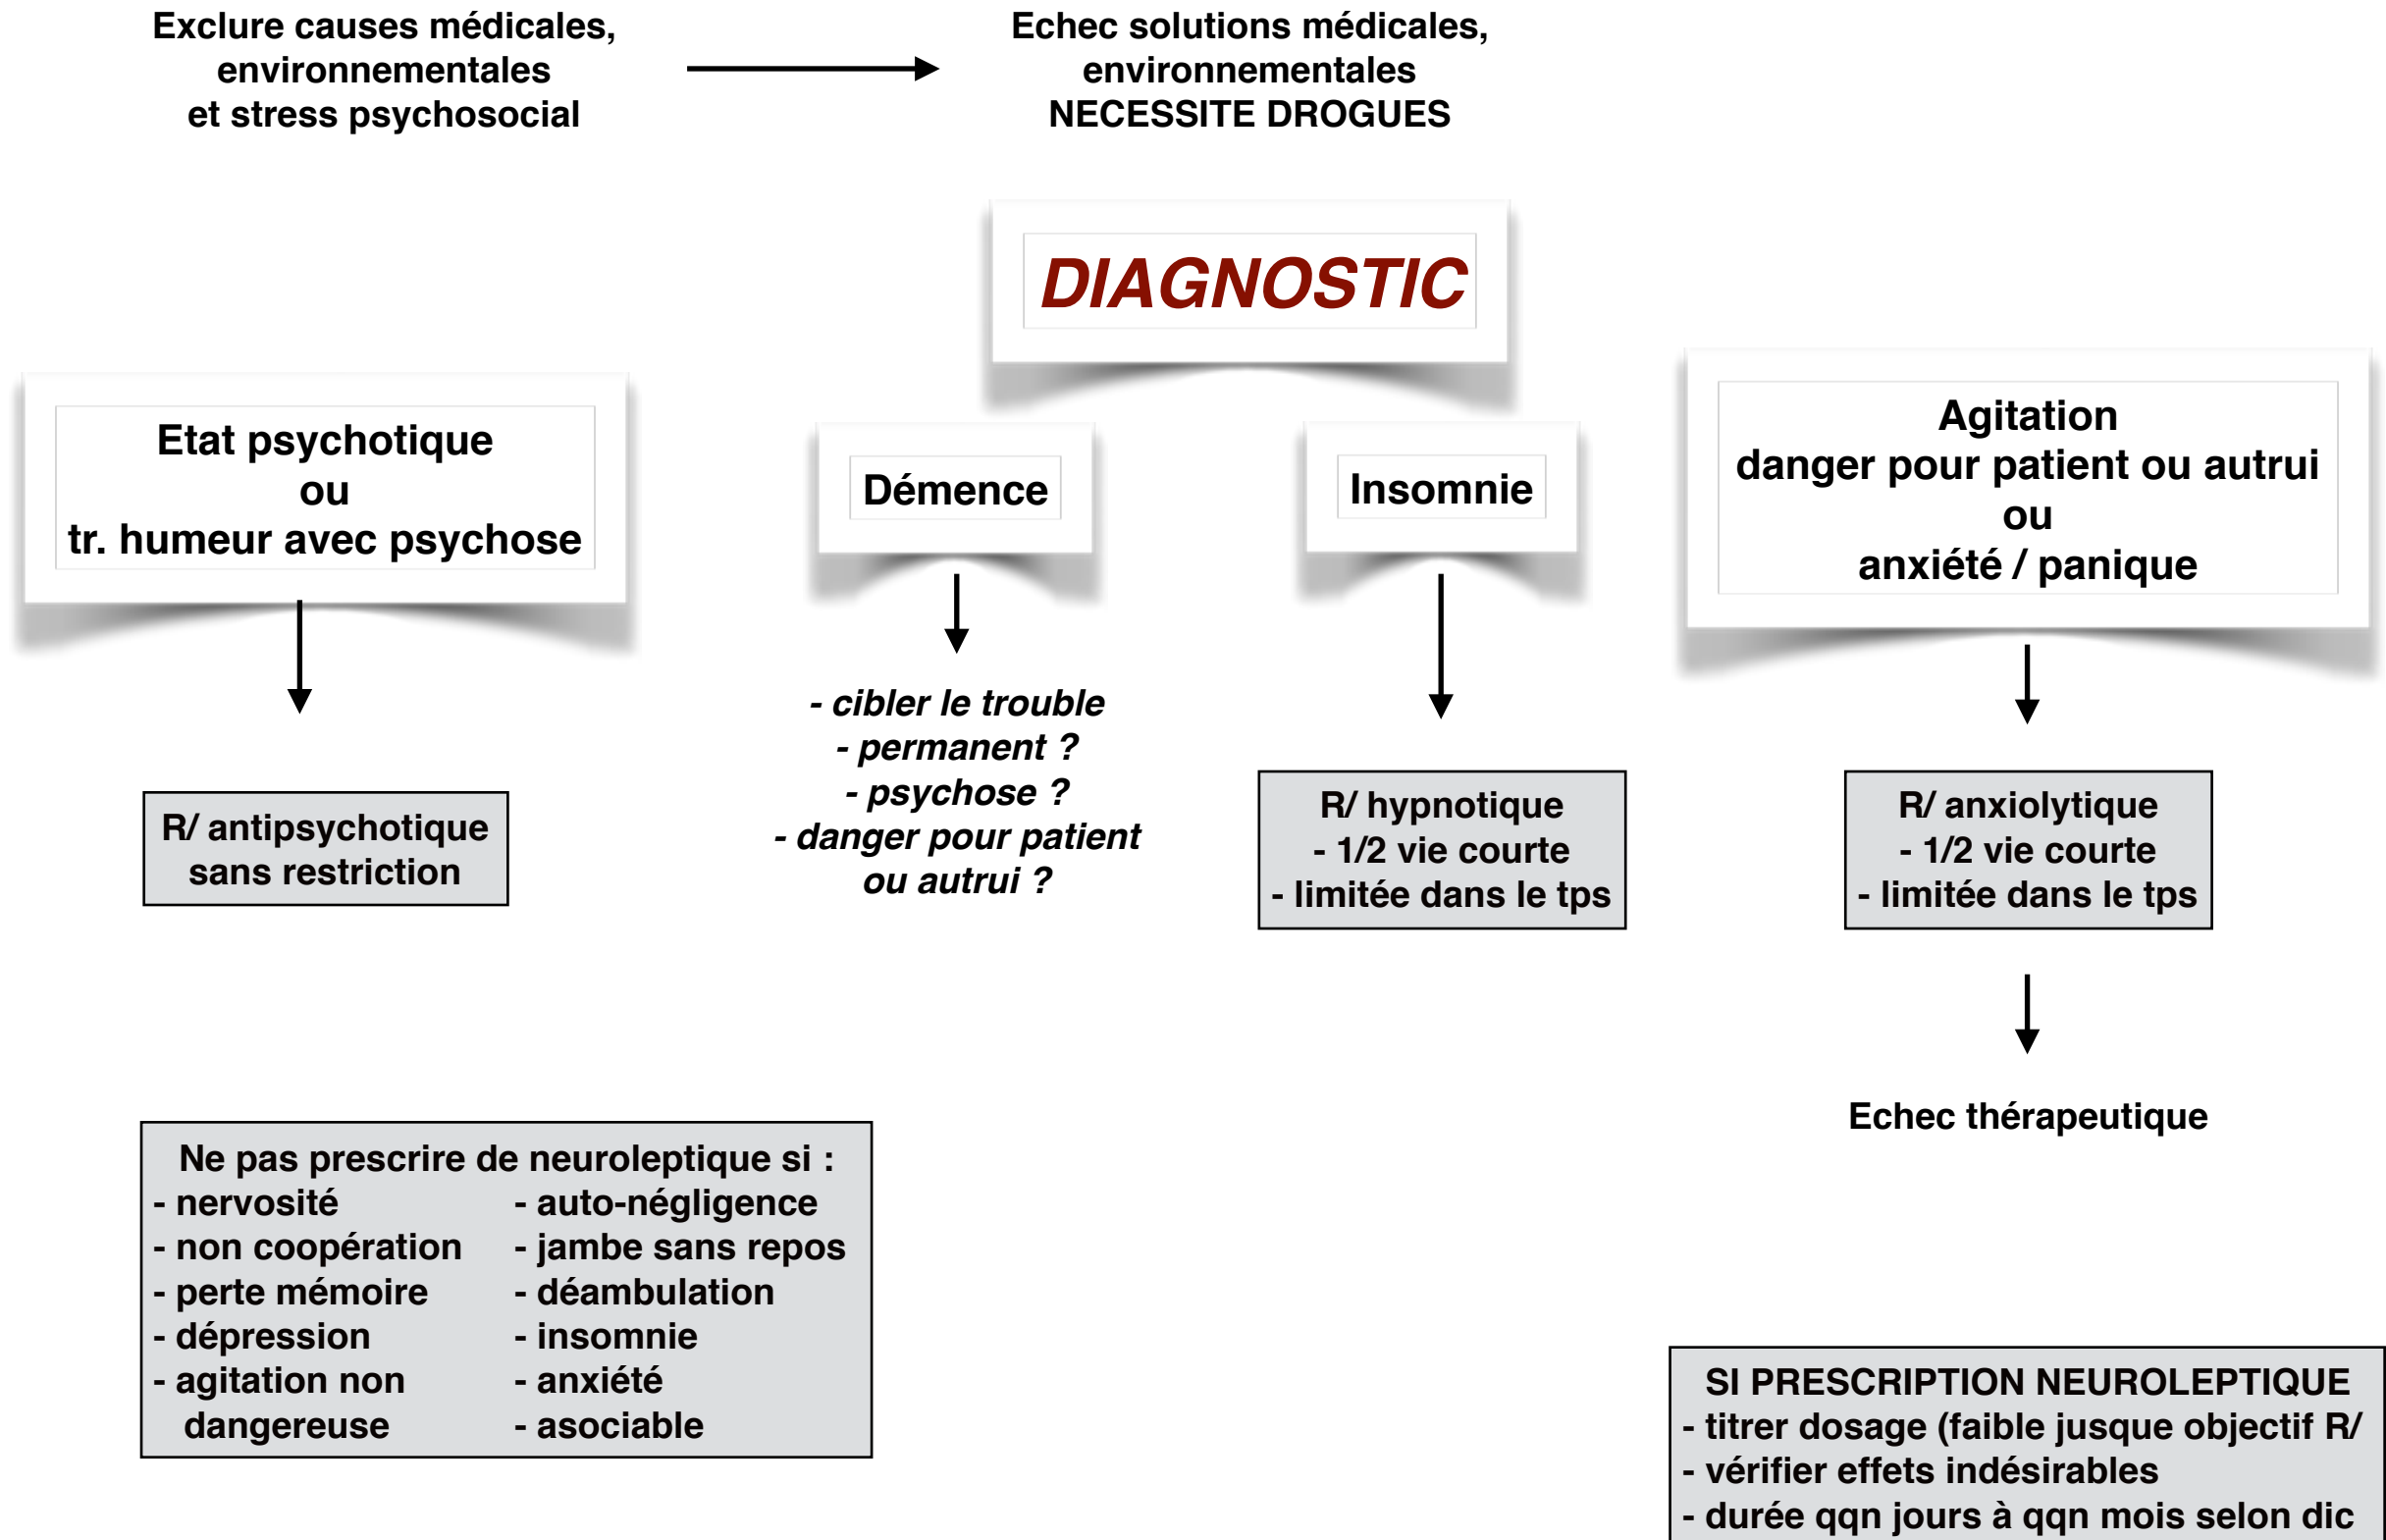 Exclure causes médicales,
environnementales
et stress psychosocial
Echec solutions médicales,
environnementales
NECESSITE DROGUES
DIAGNOSTIC
Etat psychotique
ou
tr. humeur avec psychose
Démence
Insomnie
Agitation
danger pour patient ou autrui
ou
anxiété / panique
R/ antipsychotique
sans restriction
- cibler le trouble
- permanent ?
- psychose ?
- danger pour patient
ou autrui ?
R/ hypnotique
- 1/2 vie courte
- limitée dans le tps
R/ anxiolytique
- 1/2 vie courte
- limitée dans le tps
Echec thérapeutique
Ne pas prescrire de neuroleptique si :
- nervosité - auto-négligence
- non coopération - jambe sans repos
- perte mémoire - déambulation
- dépression - insomnie
- agitation non - anxiété
dangereuse - asociable
SI PRESCRIPTION NEUROLEPTIQUE
- titrer dosage (faible jusque objectif R/
- vérifier effets indésirables
- durée qqn jours à qqn mois selon dic